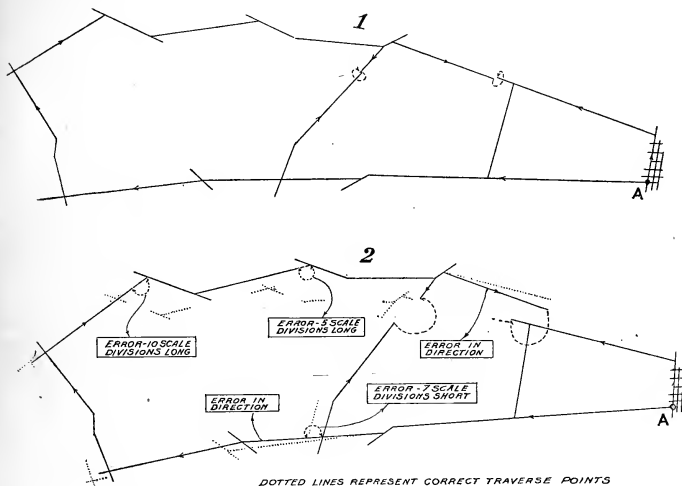 1
A
2
ERROR-10 SCALE
DIVISIONS LONG
ERROR-5 SCALE
DIVISIONS LONG
ERROR IN
DIRECTION
ERROR IN
DIRECTION
ERROR-7 SCALE
DIVISIONS SHORT
A
DOTTED LINES REPRESENT CORRECT TRAVERSE POINTS